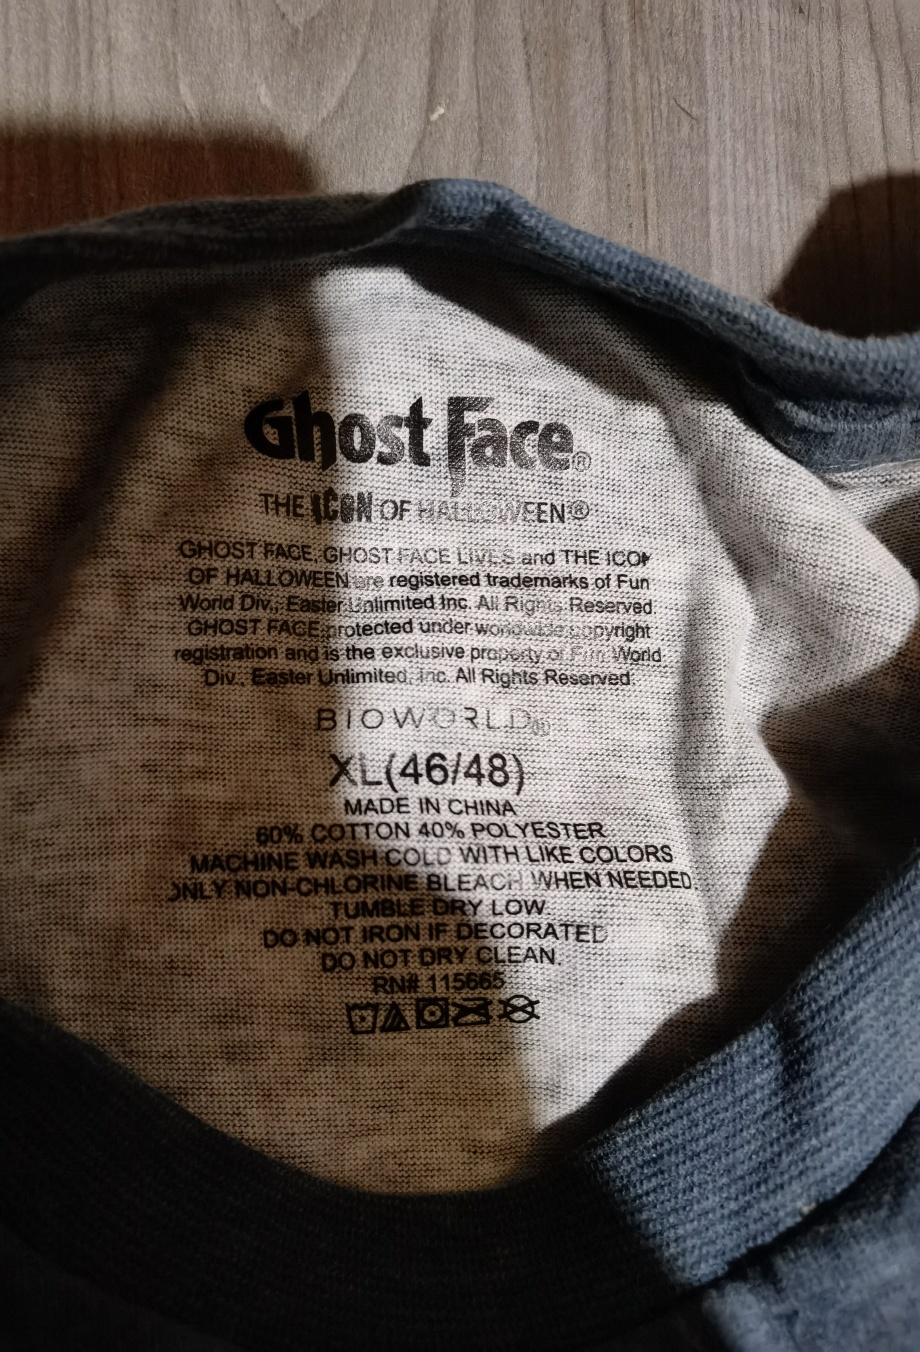 Ghost Face®
THE ICON OF HALLOWEEN®
GHOST FACE, GHOST FACE LIVES and THE ICON
OF HALLOWEEN are registered trademarks of Fun
World Div., Easter Unlimited Inc. All Rights Reserved
GHOST FACE protected under worldwide copyright
registration and is the exclusive property of Fun World
Div., Easter Unlimited, Inc. All Rights Reserved.
BIOWORLD®
XL(46/48)
MADE IN CHINA
60% COTTON 40% POLYESTER
MACHINE WASH COLD WITH LIKE COLORS
ONLY NON-CHLORINE BLEACH WHEN NEEDED.
TUMBLE DRY LOW.
DO NOT IRON IF DECORATED
DO NOT DRY CLEAN.
RN# 115665